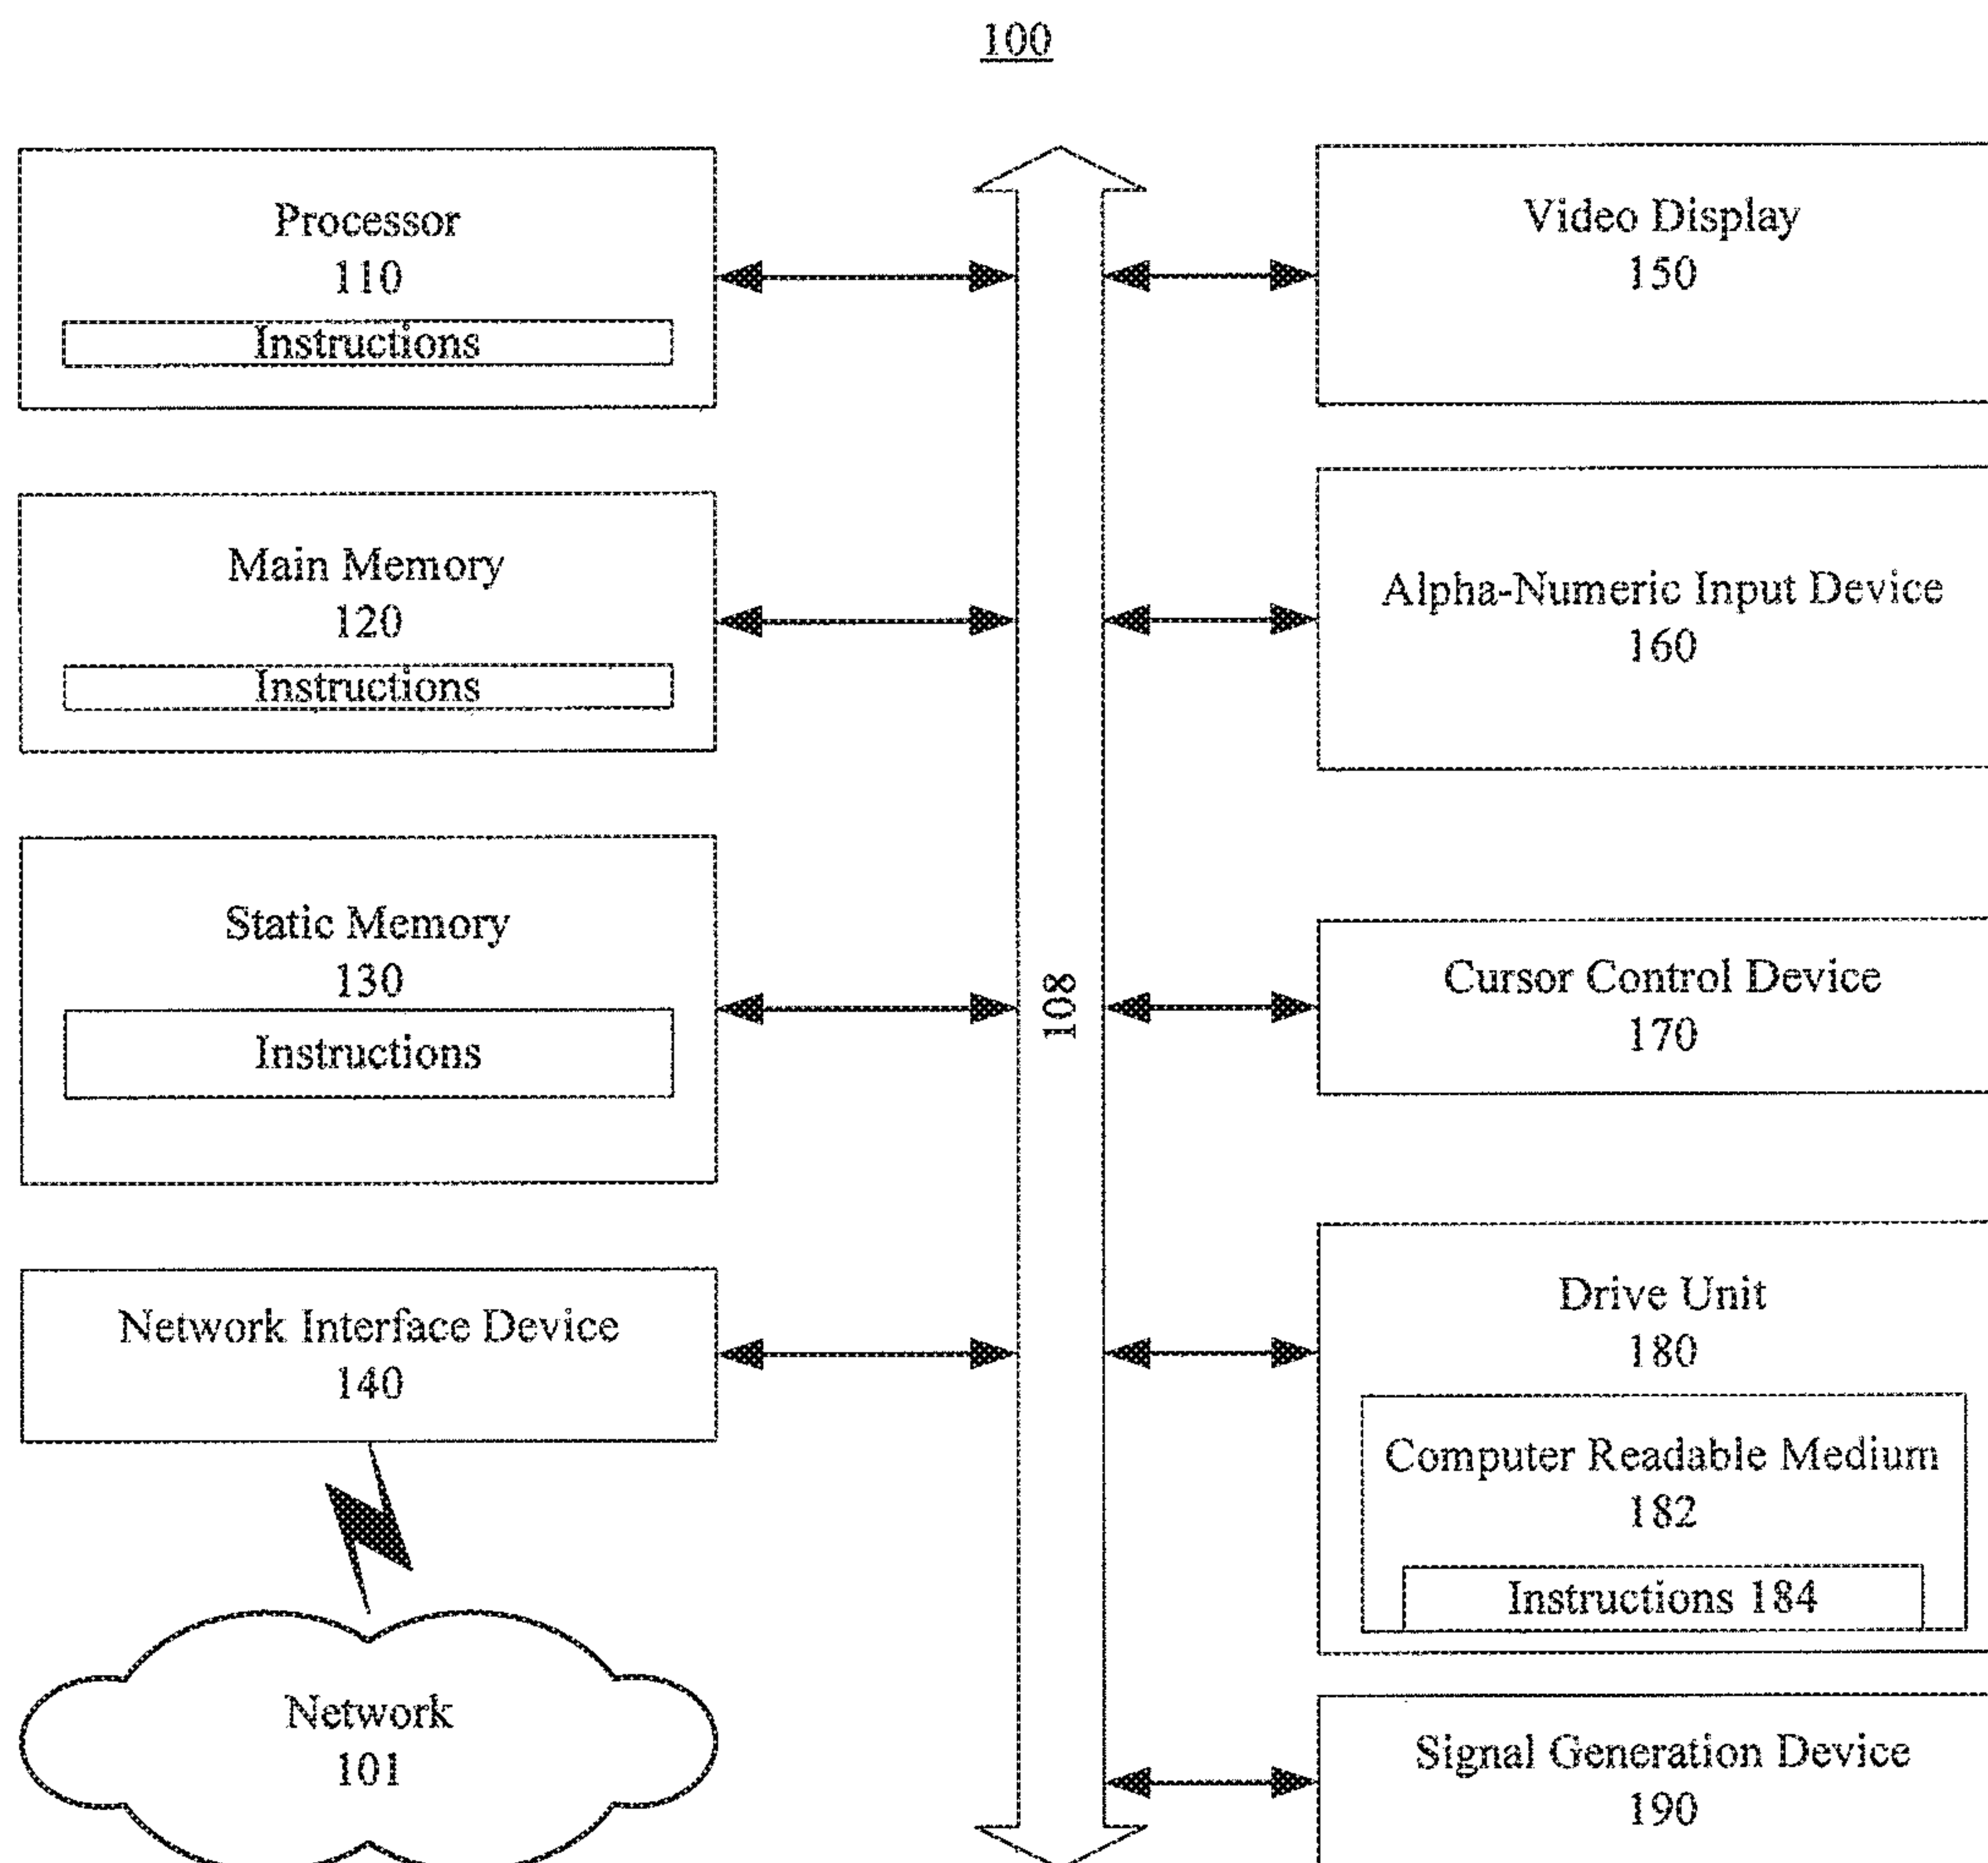 100
Processor
110
Instructions
Main Memory
120
Instructions
Static Memory
130
Instructions
Network Interface Device
140
Network
101
108
Video Display
150
Alpha-Numeric Input Device
160
Cursor Control Device
170
Drive Unit
180
Computer Readable Medium
182
Instructions 184
Signal Generation Device
190